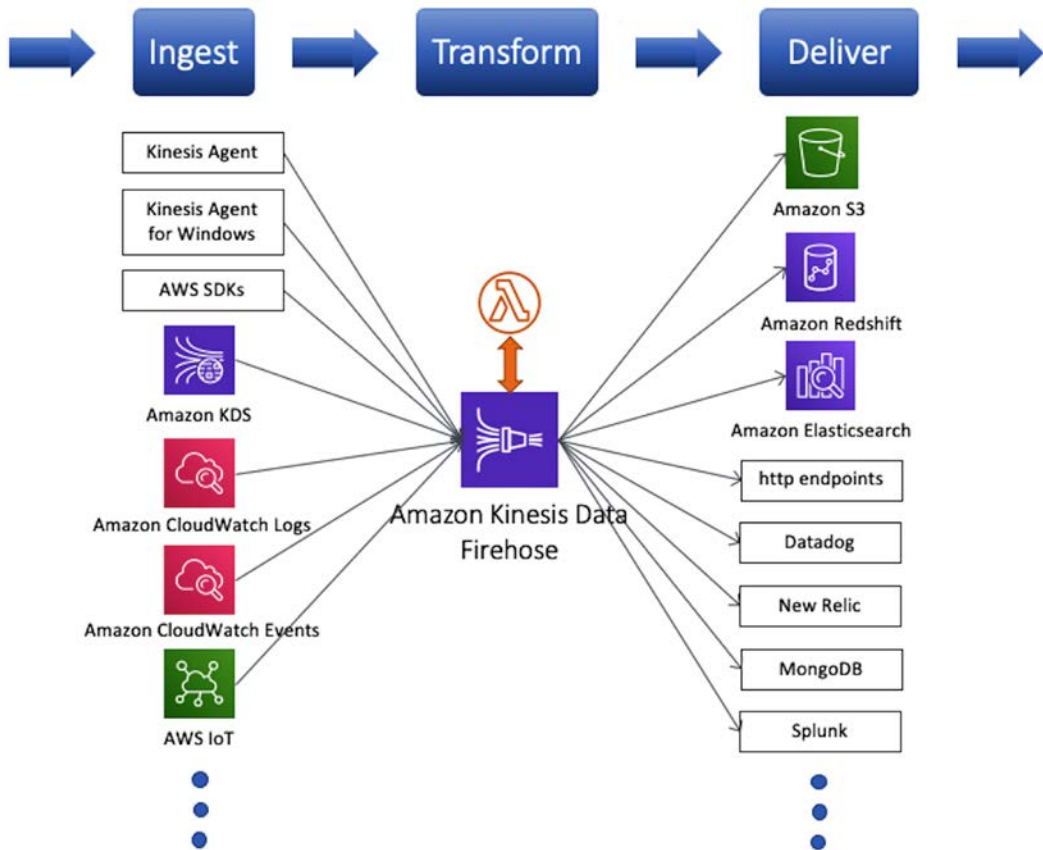 Ingest
Transform
Deliver
Kinesis Agent
Kinesis Agent
for Windows
AWS SDKs
Amazon KDS
Amazon CloudWatch Logs
Amazon CloudWatch Events
AWS IoT
Amazon Kinesis Data
Firehose
Amazon S3
Amazon Redshift
Amazon Elasticsearch
http endpoints
Datadog
New Relic
MongoDB
Splunk